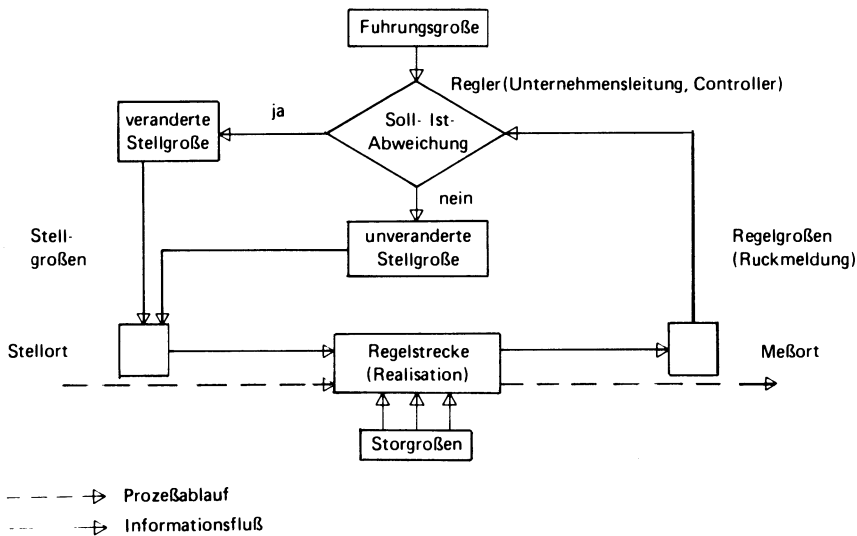 Fuhrungsgroße
Regler (Unternehmensleitung, Controller)
ja
veranderte
Stellgroße
Soll- Ist-
Abweichung
nein
Stell-
großen
unveranderte
Stellgroße
Regelgroßen
(Ruckmeldung)
Stellort
Regelstrecke
(Realisation)
Meßort
Storgroßen
Prozeßablauf
Informationsfluß